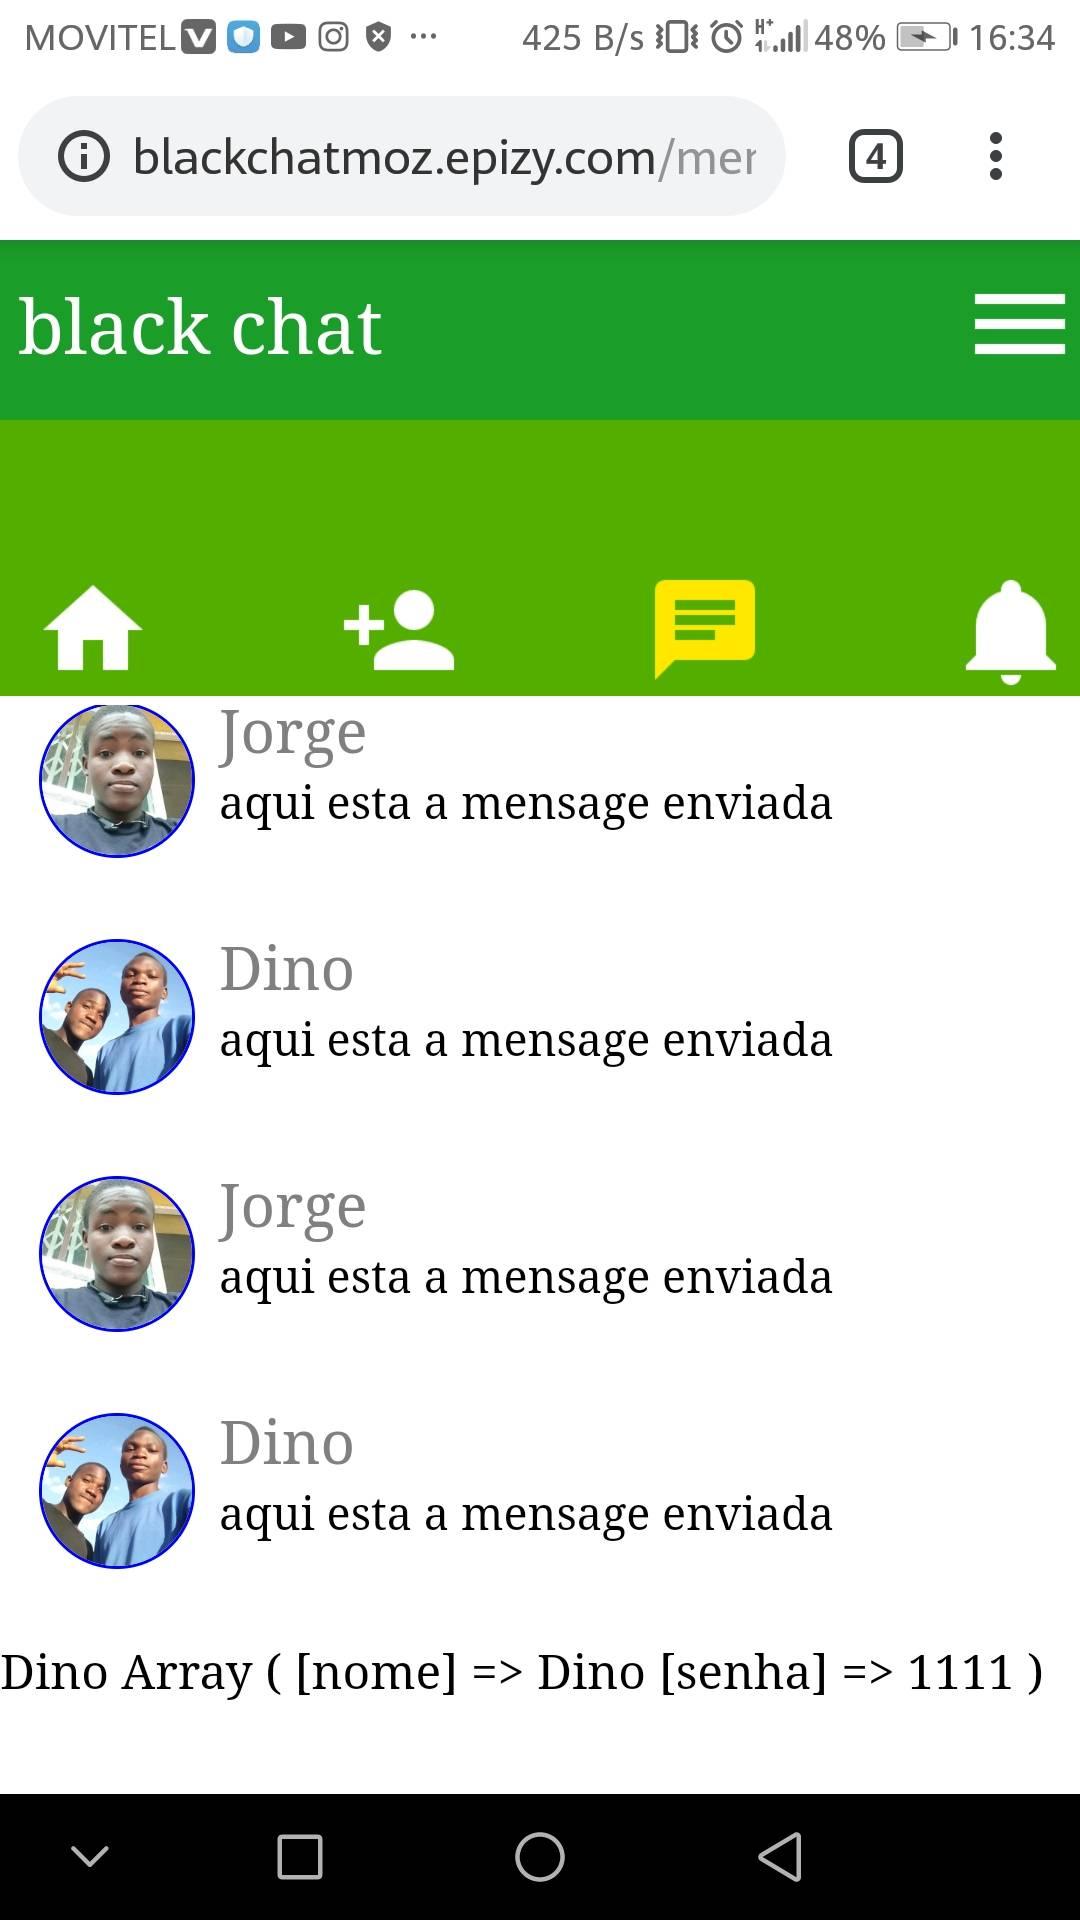 MOVITEL ... 425 B/s H+ 1 48% 16:34
blackchatmoz.epizy.com/mer
4
black chat
Jorge
aqui esta a mensage enviada
Dino
aqui esta a mensage enviada
Jorge
aqui esta a mensage enviada
Dino
aqui esta a mensage enviada
Dino Array ( [nome] => Dino [senha] => 1111 )